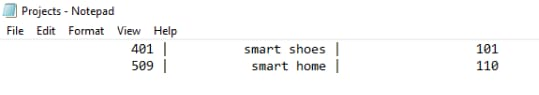 Projects - Notepad
File Edit Format View Help
401 | smart shoes | 101
509 | smart home | 110